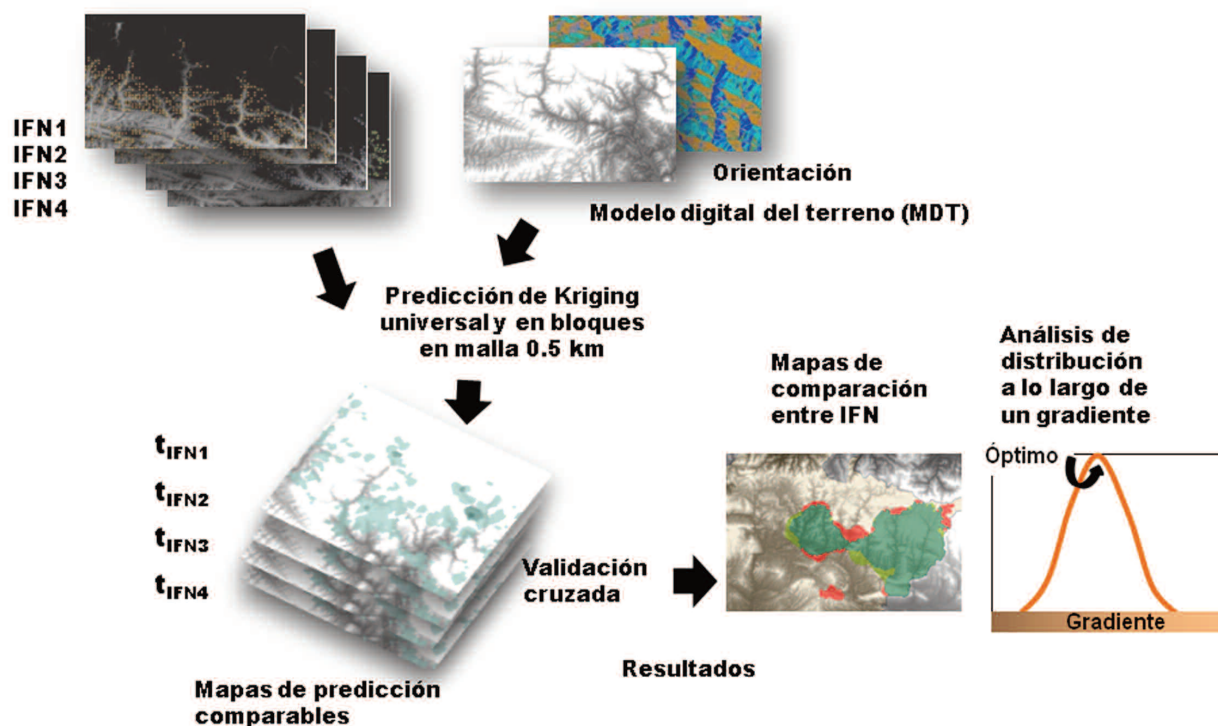 IFN1
IFN2
IFN3
IFN4
Orientación
Modelo digital del terreno (MDT)
Predicción de Kriging
universal y en bloques
en malla 0.5 km
Mapas de
comparación
entre IFN
Análisis de
distribución
a lo largo de
un gradiente
Óptimo
Gradiente
tIFN1
tIFN2
tIFN3
tIFN4
Validación
cruzada
Resultados
Mapas de predicción
comparables